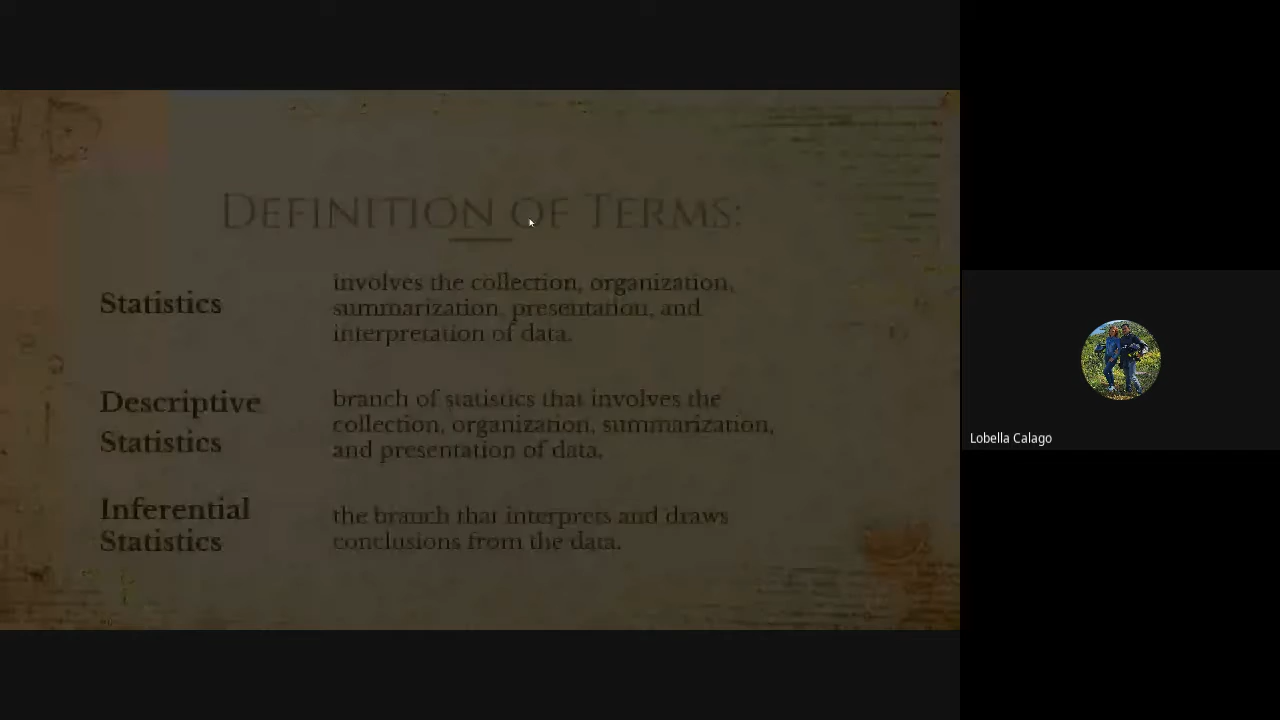 DEFINITION OF TERMS:
Statistics
involves the collection, organization,
summarization, presentation, and
interpretation of data.
Descriptive
Statistics
branch of statistics that involves the
collection, organization, summarization,
and presentation of data.
Inferential
Statistics
the branch that interprets and draws
conclusions from the data.
Lobella Calago